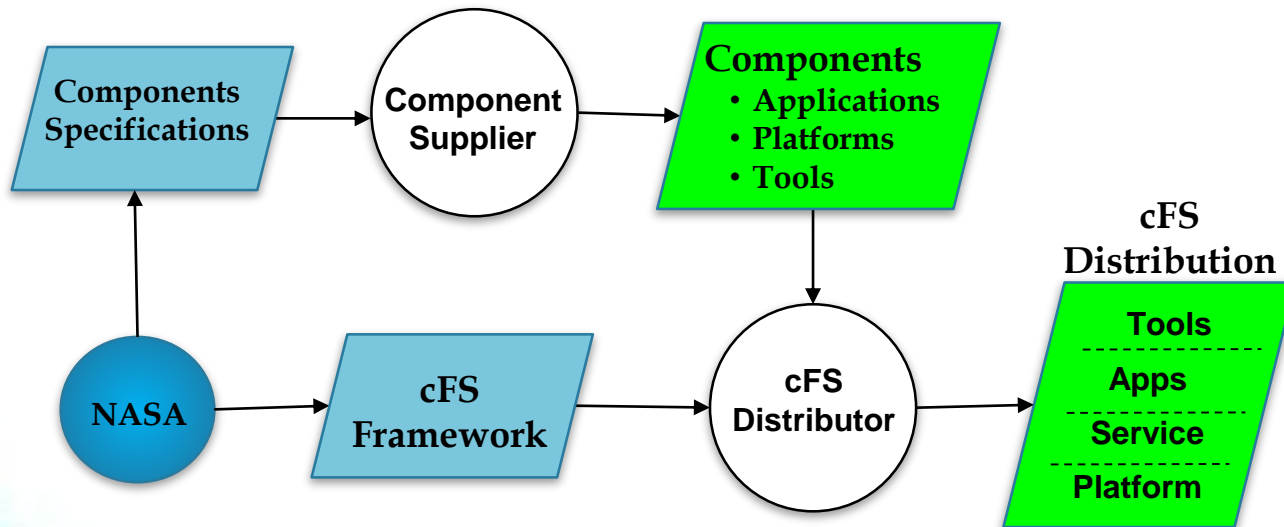 Components
Specifications
Component
Supplier
Components
• Applications
• Platforms
• Tools
cFS
Distribution
NASA
cFS
Framework
cFS
Distributor
Tools
Apps
Service
Platform